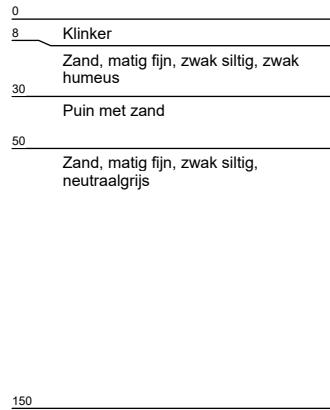 0
8
Klinker
Zand, matig fijn, zwak siltig, zwak
humeus
30
Puin met zand
50
Zand, matig fijn, zwak siltig,
neutraalgrijs
150